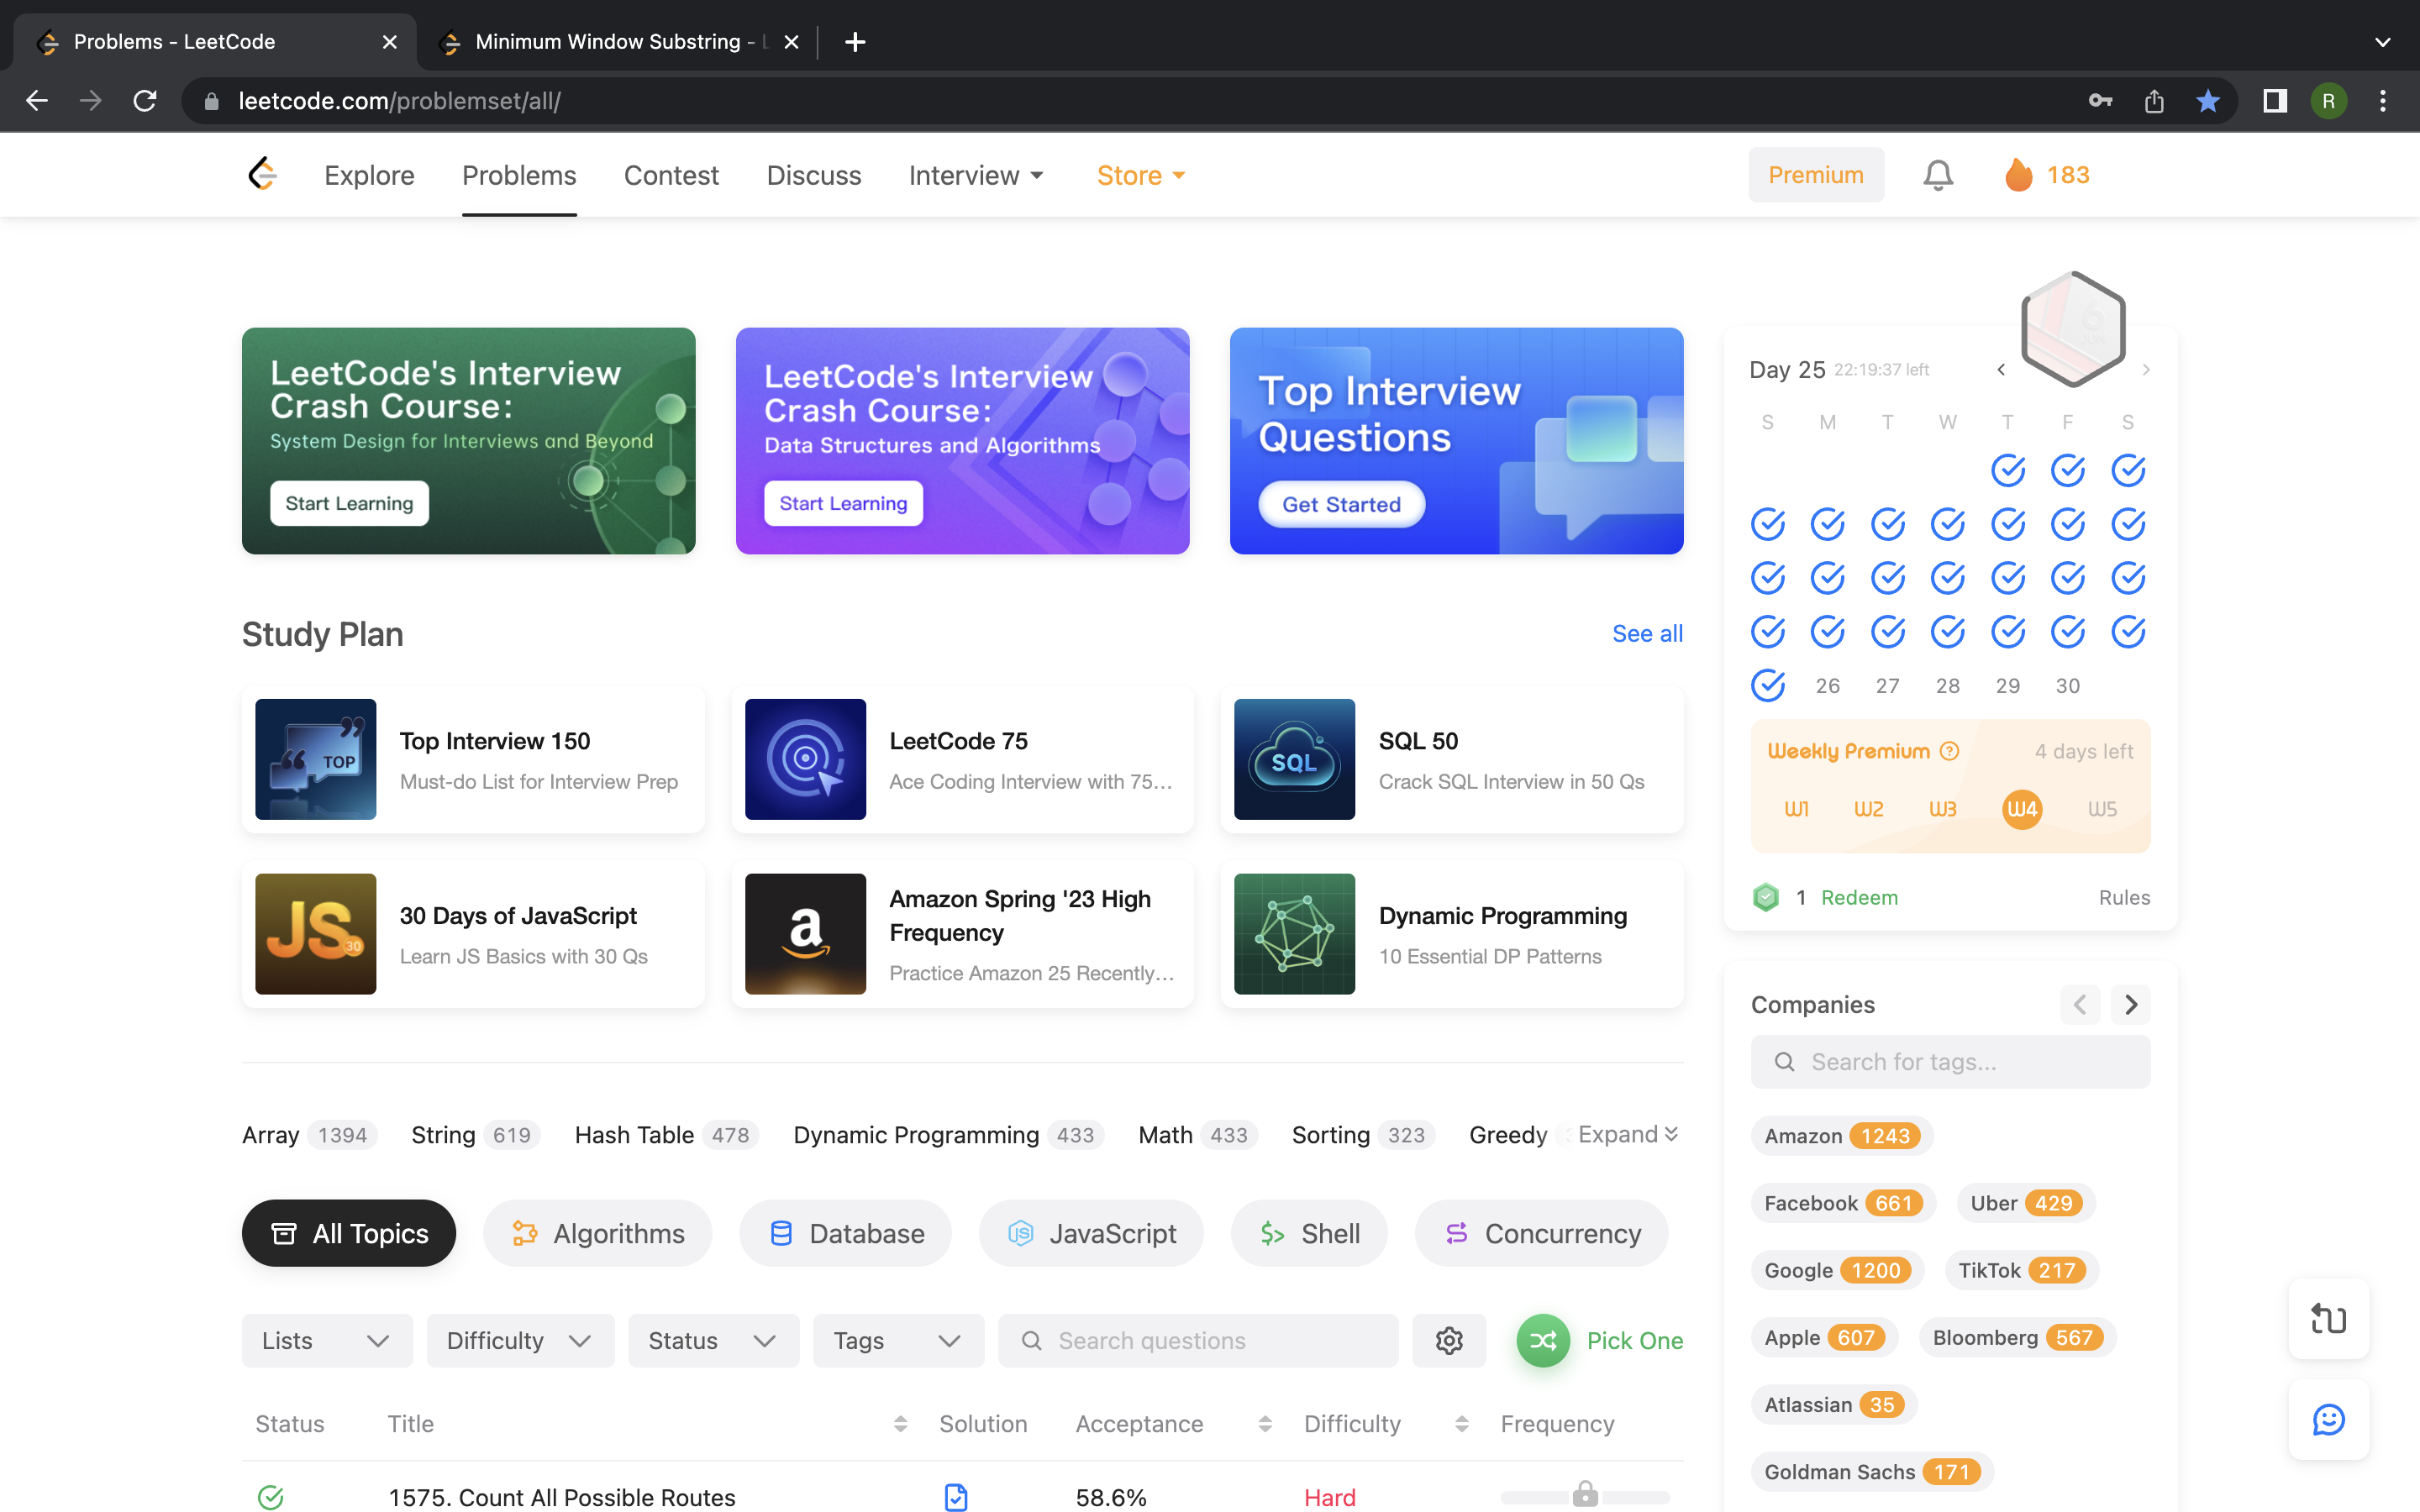 Problems - LeetCode
Minimum Window Substring -
leetcode.com/problemset/all/
R
Explore
Problems
Contest
Discuss
Interview
Store
Premium
183
LeetCode's Interview
Crash Course:
System Design for Interviews and Beyond
Start Learning
LeetCode's Interview
Crash Course:
Data Structures and Algorithms
Start Learning
Top Interview
Questions
Get Started
Study Plan
See all
TOP
Top Interview 150
Must-do List for Interview Prep
LeetCode 75
Ace Coding Interview with 75...
SQL
SQL 50
Crack SQL Interview in 50 Qs
JS
30
30 Days of JavaScript
Learn JS Basics with 30 Qs
a
Amazon Spring '23 High
Frequency
Practice Amazon 25 Recently...
Dynamic Programming
10 Essential DP Patterns
Array 1394
String 619
Hash Table 478
Dynamic Programming 433
Math 433
Sorting 323
Greedy
Expand
All Topics
Algorithms
Database
JS
JavaScript
$>
Shell
Concurrency
Lists
Difficulty
Status
Tags
Search questions
Pick One
Status
Title
Solution
Acceptance
Difficulty
Frequency
1575. Count All Possible Routes
58.6%
Hard
Day 25 22:19:37 left
6
S M T W T F S
26 27 28 29 30
Weekly Premium ?
4 days left
W1 W2 W3 W4 W5
1 Redeem
Rules
Companies
Search for tags...
Amazon 1243
Facebook 661
Uber 429
Google 1200
TikTok 217
Apple 607
Bloomberg 567
Atlassian 35
Goldman Sachs 171